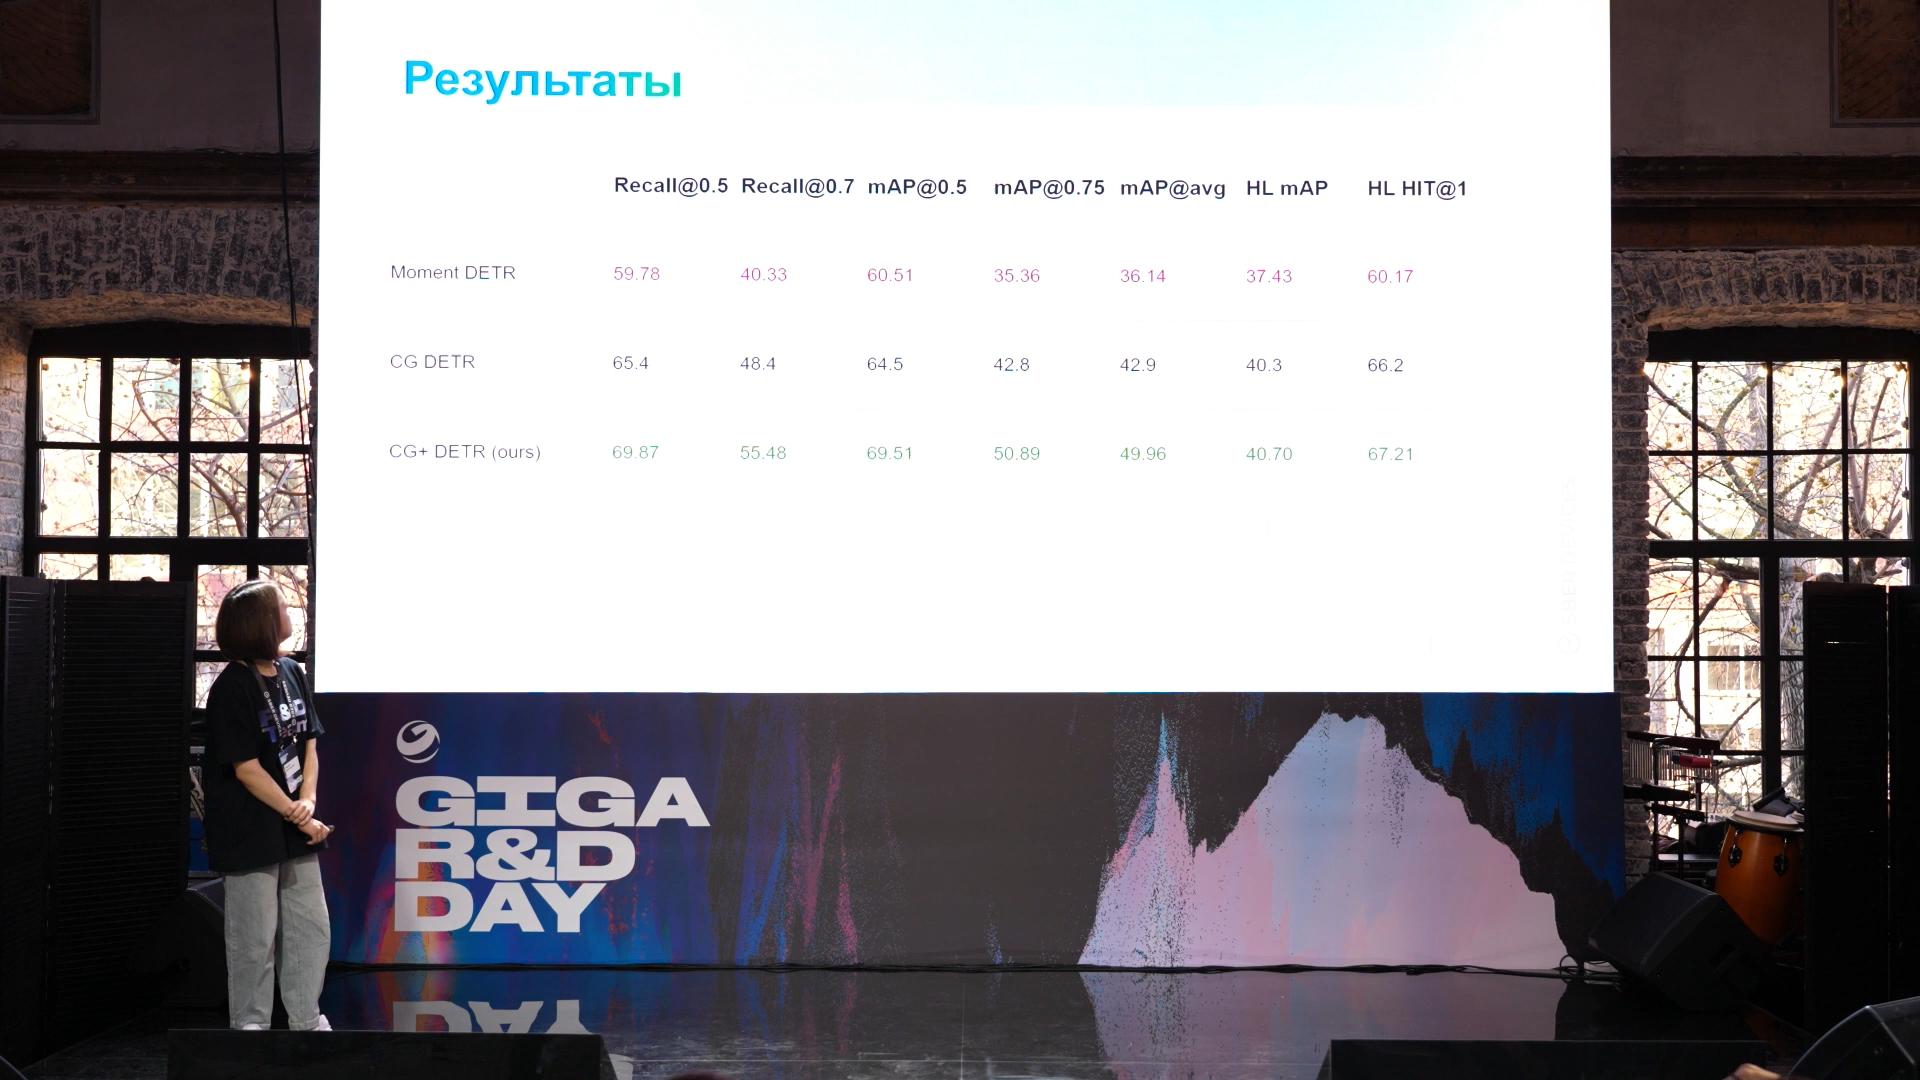 Результаты
Recall@0.5 Recall@0.7 mAP@0.5 mAP@0.75 mAP@avg HL mAP HL HIT@1
Moment DETR 59.78 40.33 60.51 35.36 36.14 37.43 60.17
CG DETR 65.4 48.4 64.5 42.8 42.9 40.3 66.2
CG+ DETR (ours) 69.87 55.48 69.51 50.89 49.96 40.70 67.21
SBERDEVICES
GIGA
R&D
DAY